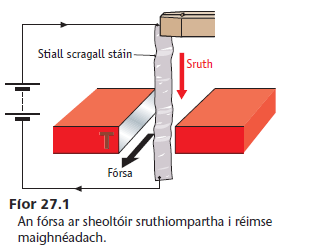 Stiall scragall stáin
Sruth
T
Fórsa
Fíor 27.1
An fórsa ar sheoltóir sruthiompartha i réimse
maighnéadach.